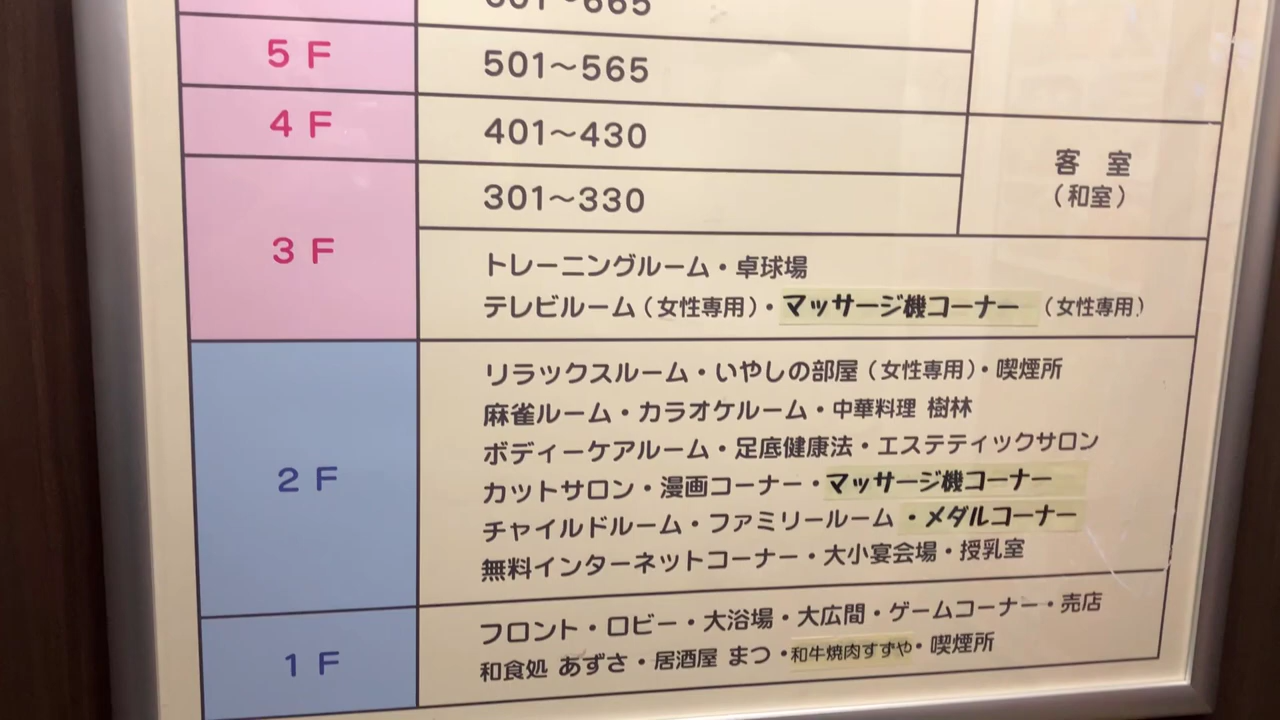 5F
501～565
4F
401～430
客 室
（和室）
3F
301～330
トレーニングルーム・卓球場
テレビルーム（女性専用）・マッサージ機コーナー（女性専用）
2F
リラックスルーム・いやしの部屋（女性専用）・喫煙所
麻雀ルーム・カラオケルーム・中華料理 樹林
ボディーケアルーム・足底健康法・エステティックサロン
カットサロン・漫画コーナー・マッサージ機コーナー
チャイルドルーム・ファミリールーム・メダルコーナー
無料インターネットコーナー・大小宴会場・授乳室
1F
フロント・ロビー・大浴場・大広間・ゲームコーナー・売店
和食処 あずさ・居酒屋 まつ・和牛焼肉すずや・喫煙所